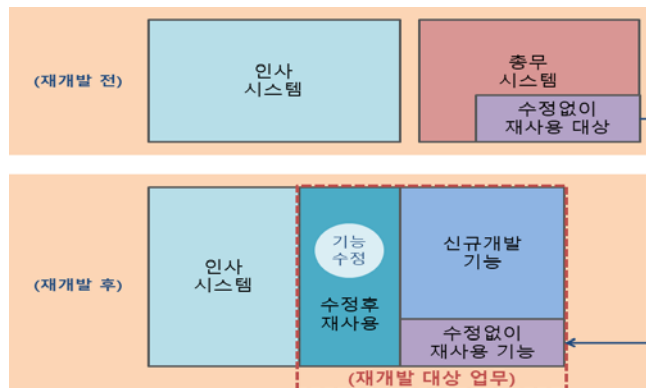 (재개발 전)
인사
시스템
총무
시스템
수정없이
재사용 대상
(재개발 후)
인사
시스템
기능
수정
수정후
재사용
신규개발
기능
수정없이
재사용 기능
(재개발 대상 업무)